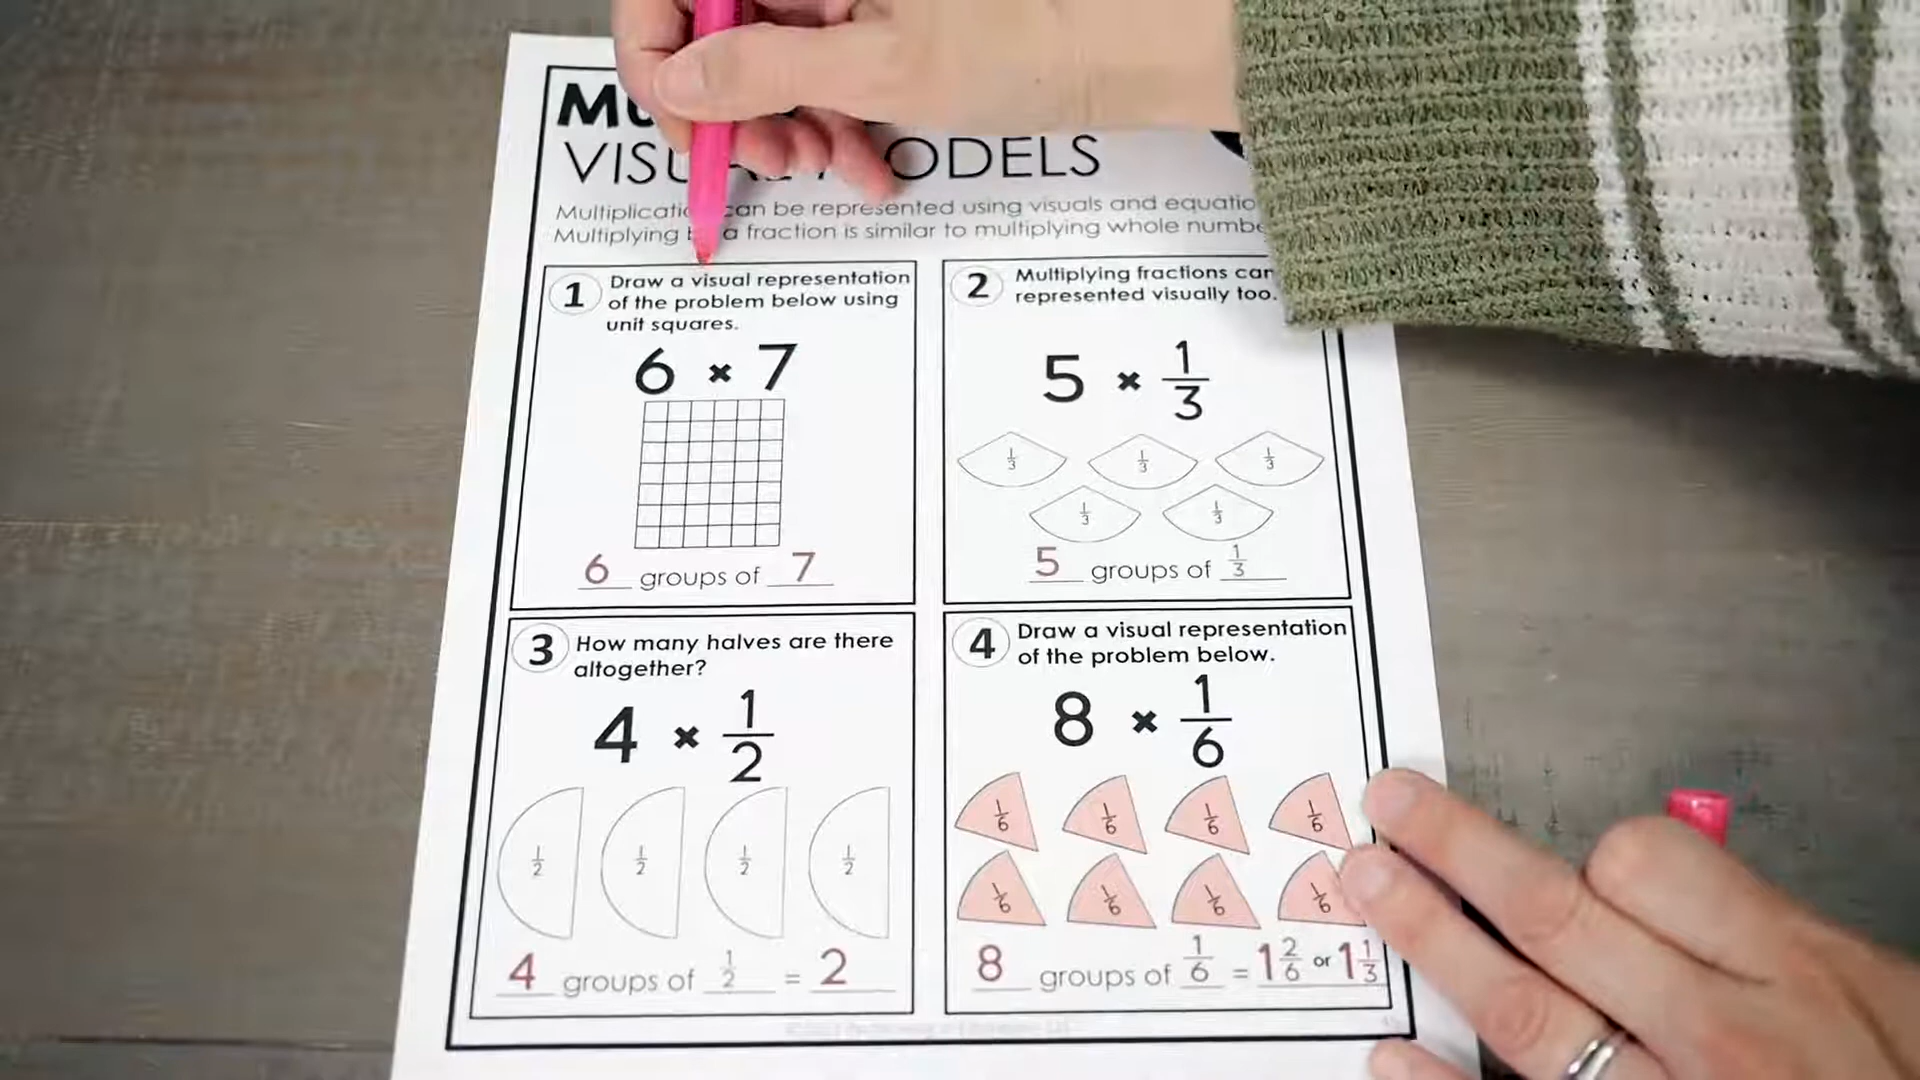 VISUAL MODELS
can be represented using visuals and
Multiplying a fraction is similar to multiplying whole
1 Draw a visual representation
of the problem below using
unit squares.
6 × 7
6 groups of 7
2 Multiplying fractions can
represented visually too.
5 × 1/3
1/3 1/3 1/3
1/3 1/3
5 groups of 1/3
3 How many halves are there
altogether?
4 × 1/2
1/2 1/2 1/2 1/2
4 groups of 1/2 = 2
4 Draw a visual representation
of the problem below.
8 × 1/6
1/6 1/6 1/6 1/6
1/6 1/6 1/6 1/6
8 groups of 1/6 = 1 2/6 or 1 1/3